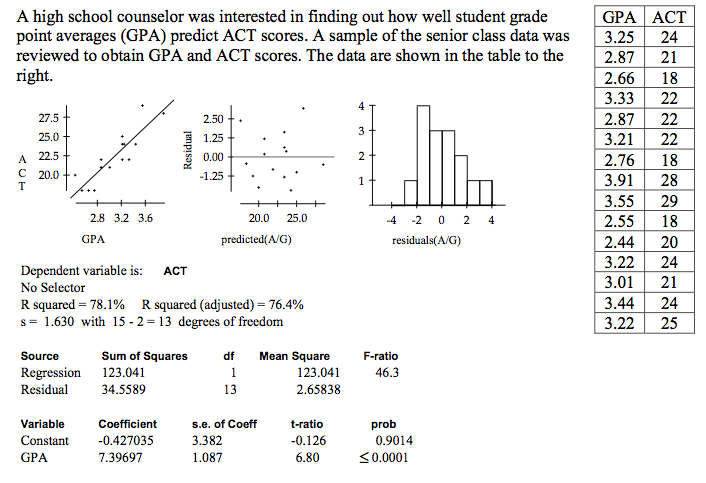 A high school counselor was interested in finding out how well student grade
point averages (GPA) predict ACT scores. A sample of the senior class data was
reviewed to obtain GPA and ACT scores. The data are shown in the table to the
right.
GPA ACT
3.25 24
2.87 21
2.66 18
3.33 22
2.87 22
3.21 22
2.76 18
3.91 28
3.55 29
2.55 18
2.44 20
3.22 24
3.01 21
3.44 24
3.22 25
27.5
25.0
22.5
20.0
A
C
T
2.8 3.2 3.6
GPA
Residual
2.50
1.25
0.00
-1.25
20.0 25.0
predicted(A/G)
4
3
2
1
-4 -2 0 2 4
residuals(A/G)
Dependent variable is: ACT
No Selector
R squared = 78.1% R squared (adjusted) = 76.4%
s = 1.630 with 15 - 2 = 13 degrees of freedom
Source Sum of Squares df Mean Square F-ratio
Regression 123.041 1 123.041 46.3
Residual 34.5589 13 2.65838
Variable Coefficient s.e. of Coeff t-ratio prob
Constant -0.427035 3.382 -0.126 0.9014
GPA 7.39697 1.087 6.80 ≤0.0001